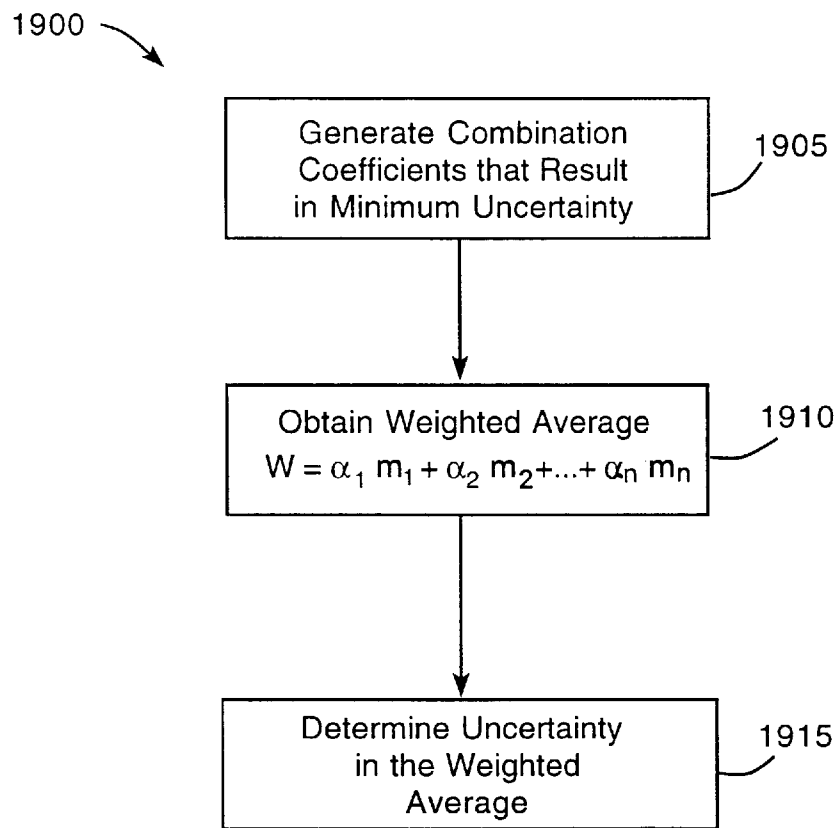 1900
Generate Combination
Coefficients that Result
in Minimum Uncertainty
1905
Obtain Weighted Average
W = α₁ m₁ + α₂ m₂+...+ αₙ mₙ
1910
Determine Uncertainty
in the Weighted
Average
1915